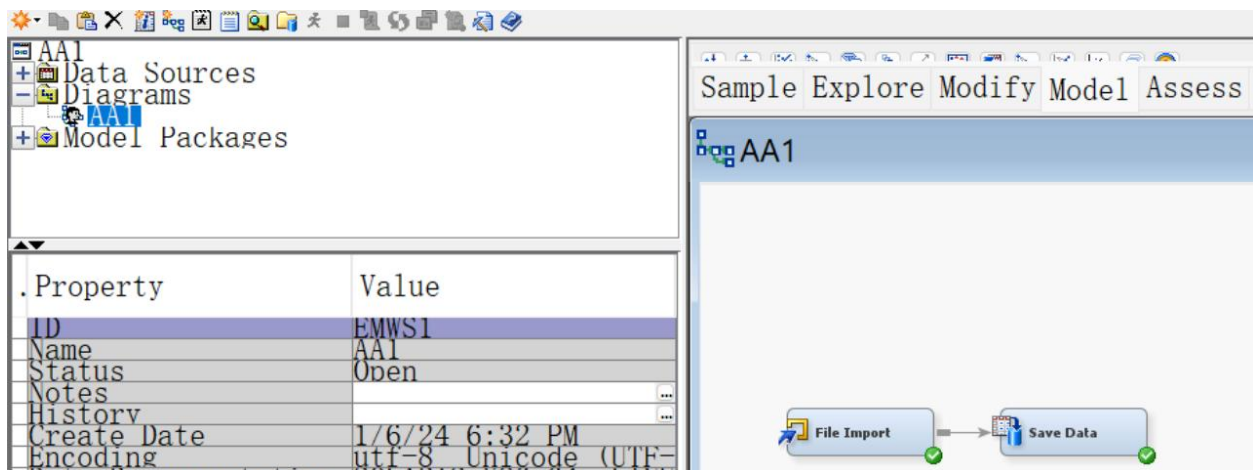 AA1
Data Sources
Diagrams
AA1
Model Packages
. Property Value
ID EMWS1
Name AA1
Status Open
Notes ...
History ...
Create Date 1/6/24 6:32 PM
Encoding utf-8 Unicode (UTF-
Sample Explore Modify Model Assess
AA1
File Import
Save Data